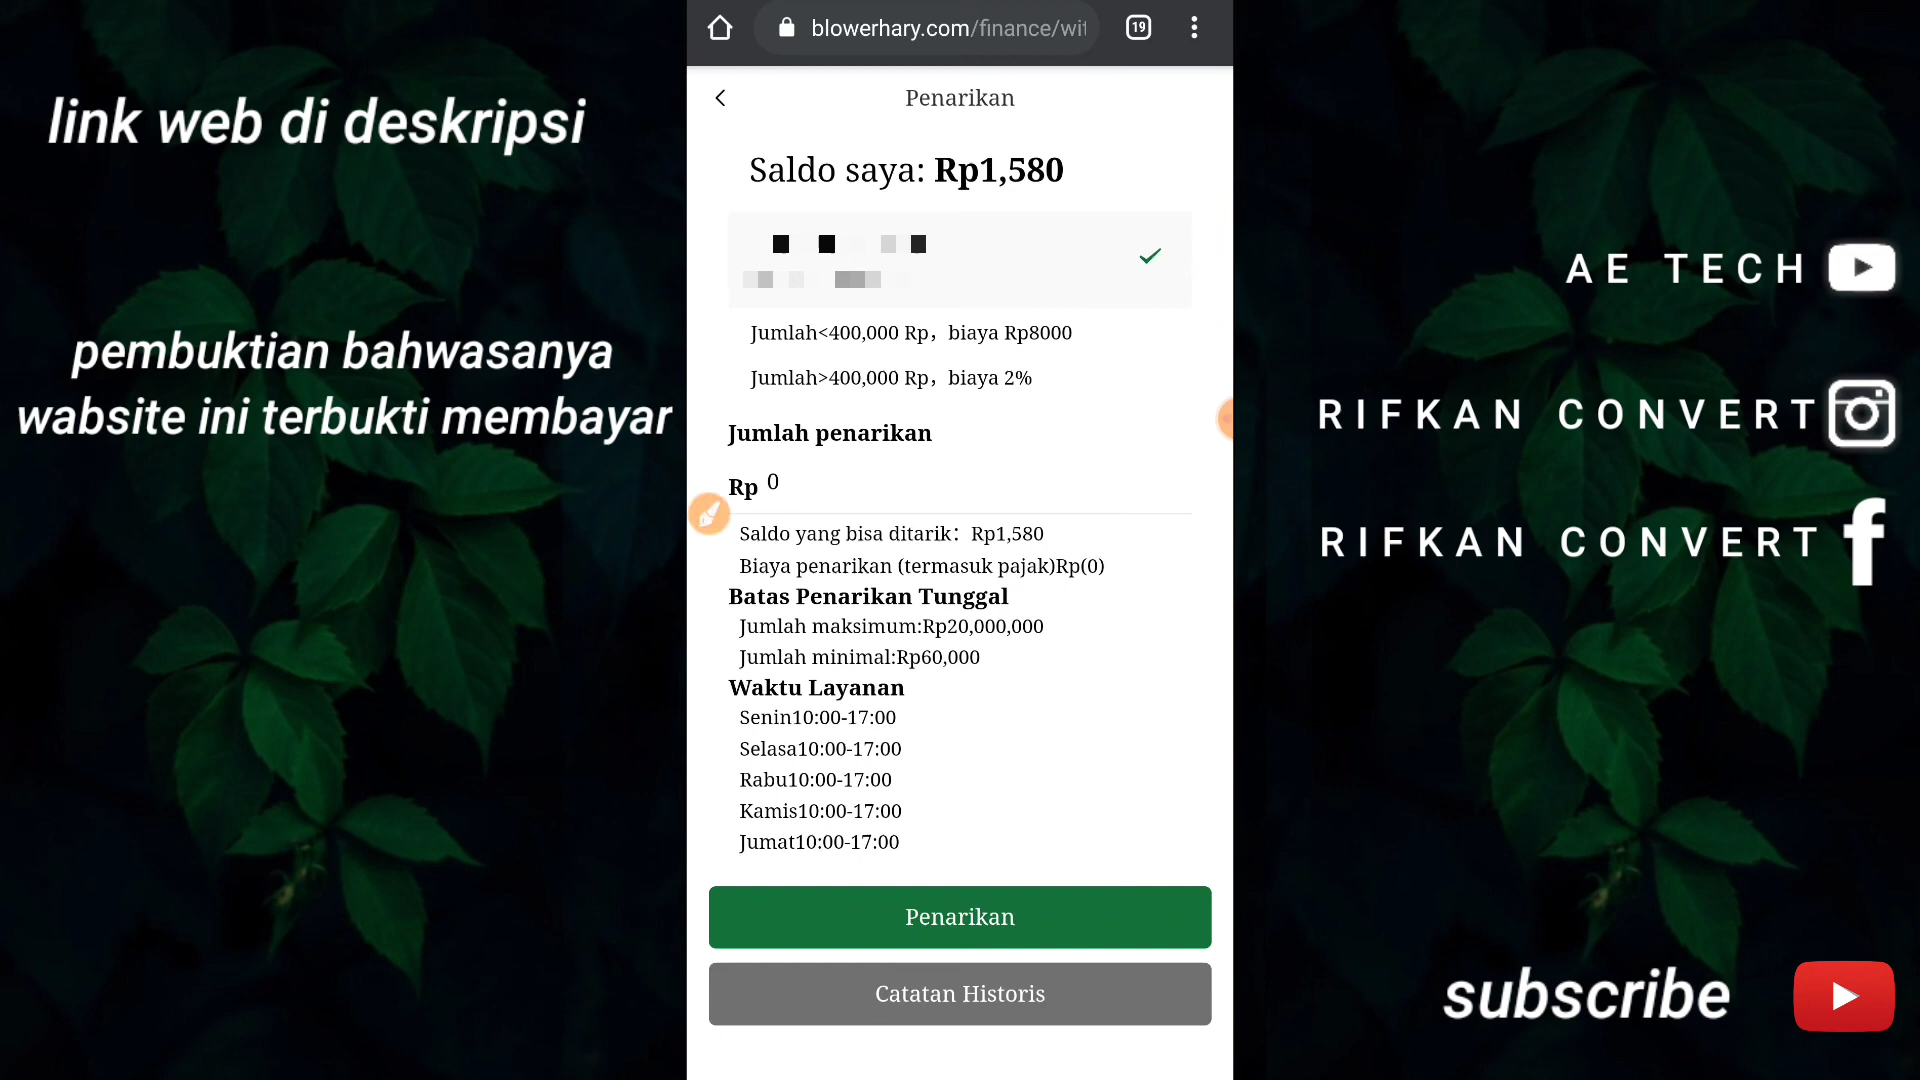 link web di deskripsi
pembuktian bahwasanya
wabsite ini terbukti membayar
blowerhary.com/finance/wit
19
Penarikan
Saldo saya: Rp1,580
Jumlah<400,000 Rp，biaya Rp8000
Jumlah>400,000 Rp，biaya 2%
Jumlah penarikan
Rp 0
Saldo yang bisa ditarik：Rp1,580
Biaya penarikan (termasuk pajak)Rp(0)
Batas Penarikan Tunggal
Jumlah maksimum:Rp20,000,000
Jumlah minimal:Rp60,000
Waktu Layanan
Senin10:00-17:00
Selasa10:00-17:00
Rabu10:00-17:00
Kamis10:00-17:00
Jumat10:00-17:00
Penarikan
Catatan Historis
AE TECH
RIFKAN CONVERT
RIFKAN CONVERT
subscribe